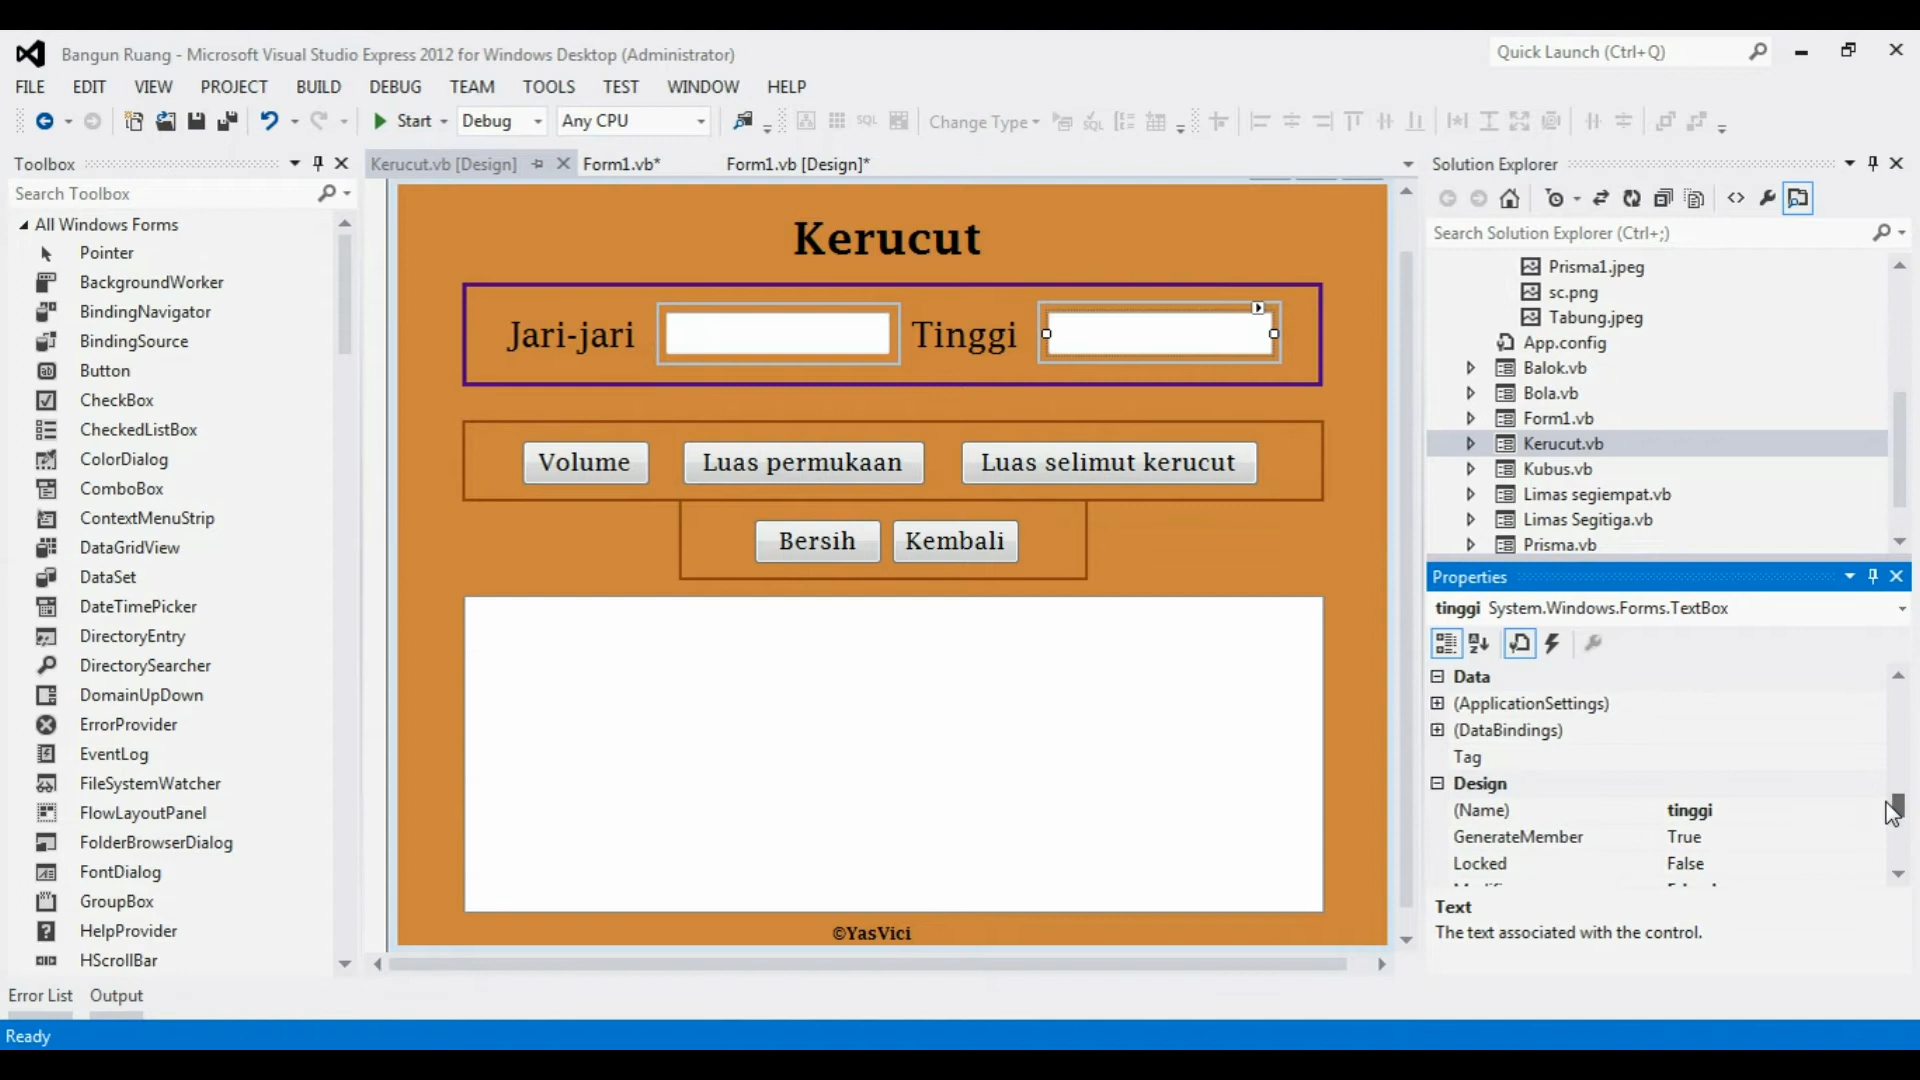 Bangun Ruang - Microsoft Visual Studio Express 2012 for Windows Desktop (Administrator)
Quick Launch (Ctrl+Q)
FILE EDIT VIEW PROJECT BUILD DEBUG TEAM TOOLS TEST WINDOW HELP
Start Debug Any CPU SQL Change Type SQL
Toolbox
Search Toolbox
All Windows Forms
Pointer
BackgroundWorker
BindingNavigator
BindingSource
Button
CheckBox
CheckedListBox
ColorDialog
ComboBox
ContextMenuStrip
DataGridView
DataSet
DateTimePicker
DirectoryEntry
DirectorySearcher
DomainUpDown
ErrorProvider
EventLog
FileSystemWatcher
FlowLayoutPanel
FolderBrowserDialog
FontDialog
GroupBox
HelpProvider
HScrollBar
Kerucut.vb [Design] Form1.vb* Form1.vb [Design]*
Kerucut
Jari-jari Tinggi
Volume Luas permukaan Luas selimut kerucut
Bersih Kembali
©YasVici
Solution Explorer
Search Solution Explorer (Ctrl+;)
Prisma1.jpeg
sc.png
Tabung.jpeg
App.config
Balok.vb
Bola.vb
Form1.vb
Kerucut.vb
Kubus.vb
Limas segiempat.vb
Limas Segitiga.vb
Prisma.vb
Properties
tinggi System.Windows.Forms.TextBox
Data
(ApplicationSettings)
(DataBindings)
Tag
Design
(Name) tinggi
GenerateMember True
Locked False
Text
The text associated with the control.
Error List Output
Ready